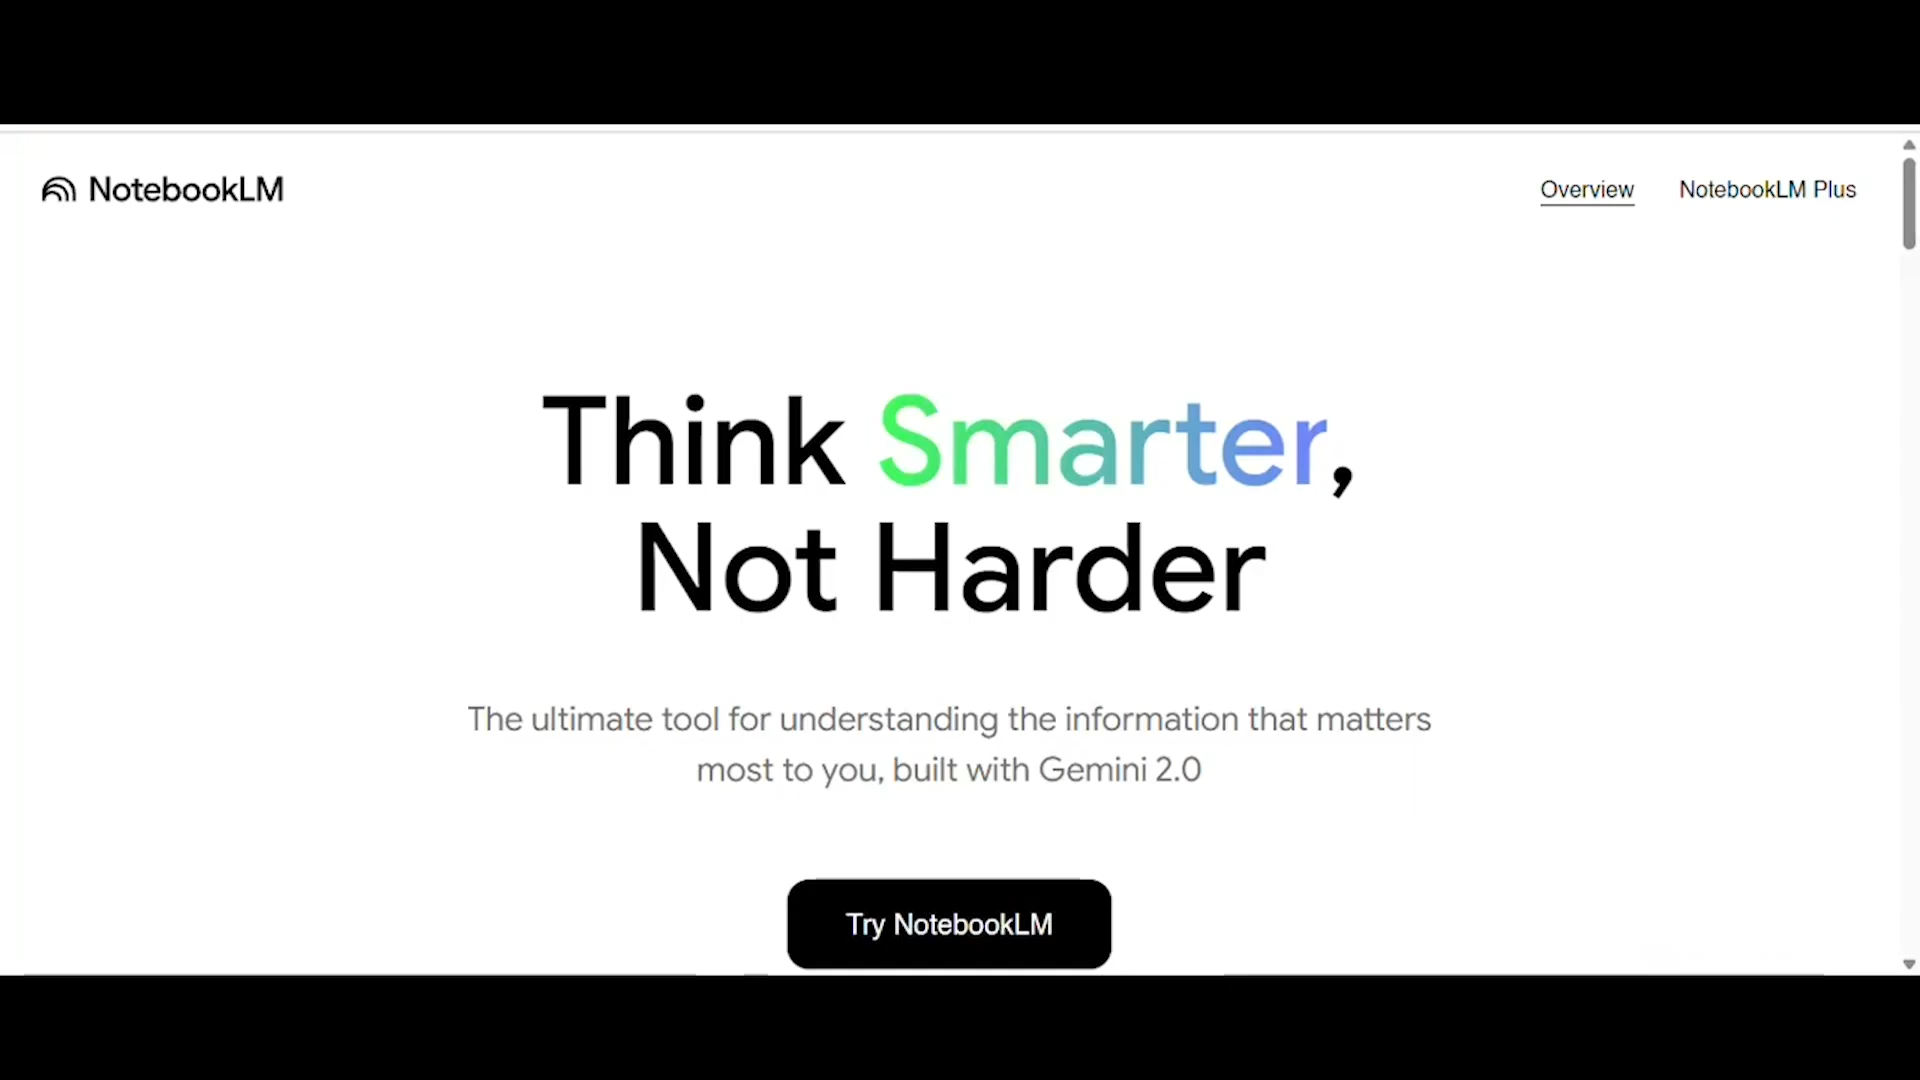 NotebookLM
Overview
NotebookLM Plus
Think Smarter,
Not Harder
The ultimate tool for understanding the information that matters
most to you, built with Gemini 2.0
Try NotebookLM